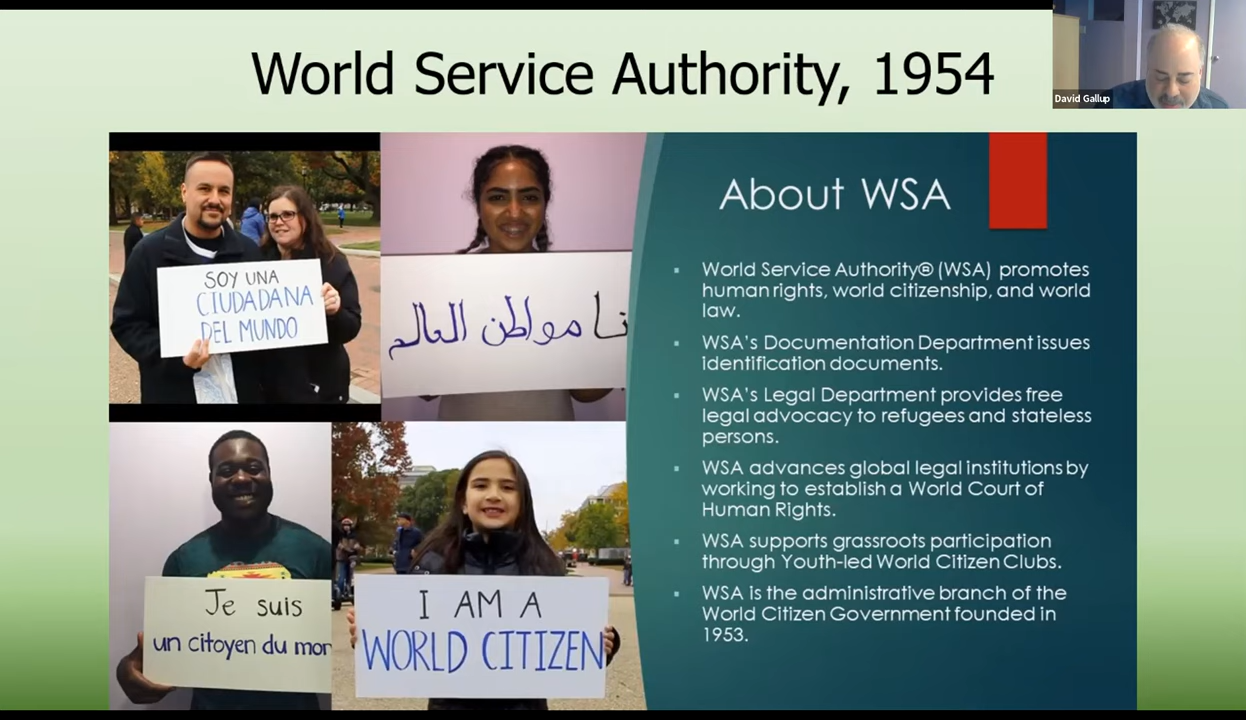 World Service Authority, 1954
David Gallup
SOY UNA
CIUDADANA
DEL MUNDO
نا مواطن العالم
Je suis
un citoyen du mon
I AM A
WORLD CITIZEN
About WSA
▪ World Service Authority® (WSA) promotes
human rights, world citizenship, and world
law.
▪ WSA's Documentation Department issues
identification documents.
▪ WSA's Legal Department provides free
legal advocacy to refugees and stateless
persons.
▪ WSA advances global legal institutions by
working to establish a World Court of
Human Rights.
▪ WSA supports grassroots participation
through Youth-led World Citizen Clubs.
▪ WSA is the administrative branch of the
World Citizen Government founded in
1953.